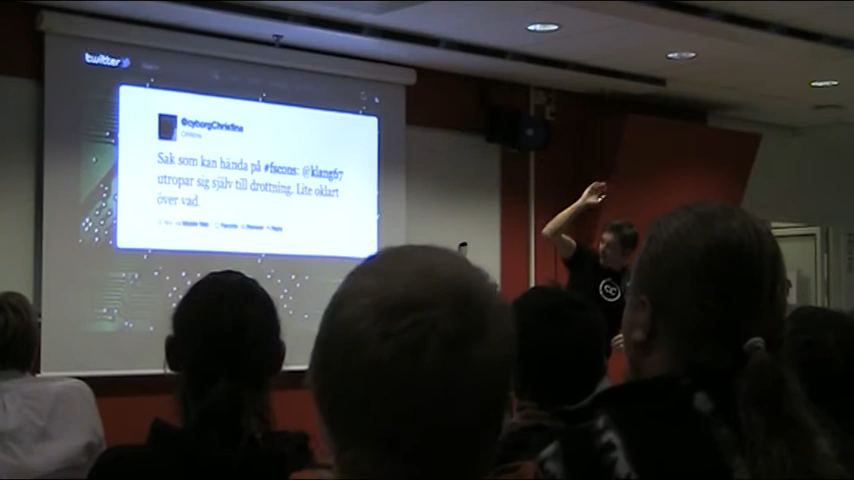 twitter
@cyborgChristina
Christina
Sak som kan hända på #fscons: @klang67
utropar sig själv till drottning. Lite oklart
över vad.
cc